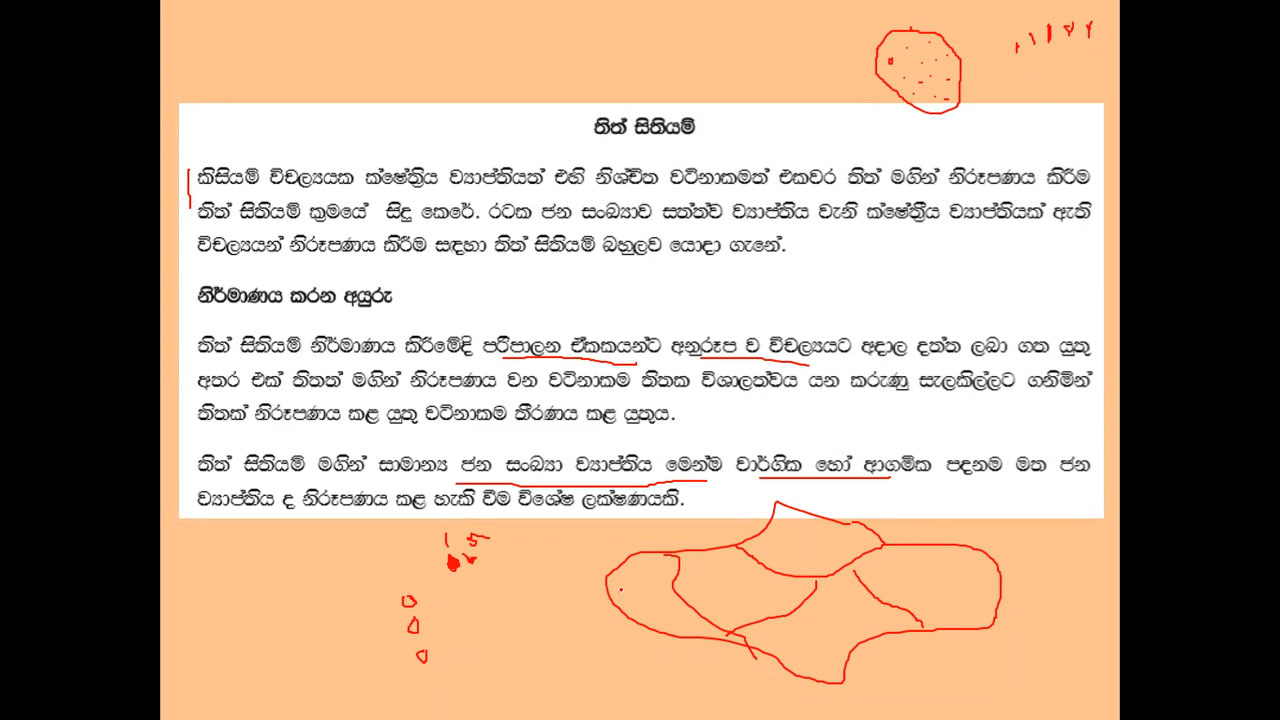 තිත් සිතියම්
කිසියම් විචල්‍යයක ක්ෂේත්‍රිය ව්‍යාප්තියත් එහි නිශ්චිත වටිනාකමත් එකවර තිත් මගින් නිරූපණය කිරීම
තිත් සිතියම් ක්‍රමයේ සිදු කෙරේ. රටක ජන සංඛ්‍යාව සත්ත්ව ව්‍යාප්තිය වැනි ක්ෂේත්‍රීය ව්‍යාප්තියක් ඇති
විචල්‍යයන් නිරූපණය කිරීම සඳහා තිත් සිතියම් බහුලව යොදා ගැනේ.
නිර්මාණය කරන අයුරු
තිත් සිතියම් නිර්මාණය කිරීමේදි පරිපාලන ඒකකයන්ට අනුරූප ව විචල්‍යයට අදාල දත්ත ලබා ගත යුතු
අතර එක් තිතත් මගින් නිරූපණය වන වටිනාකම තිතක විශාලත්වය යන කරුණු සැලකිල්ලට ගනිමින්
තිතක් නිරූපණය කළ යුතු වටිනාකම තීරණය කළ යුතුය.
තිත් සිතියම් මගින් සාමාන්‍ය ජන සංඛ්‍යා ව්‍යාප්තිය මෙන්ම වාර්ගික හෝ ආගමික පදනම මත ජන
ව්‍යාප්තිය ද නිරූපණය කළ හැකි වීම විශේෂ ලක්ෂණයකි.
1 5